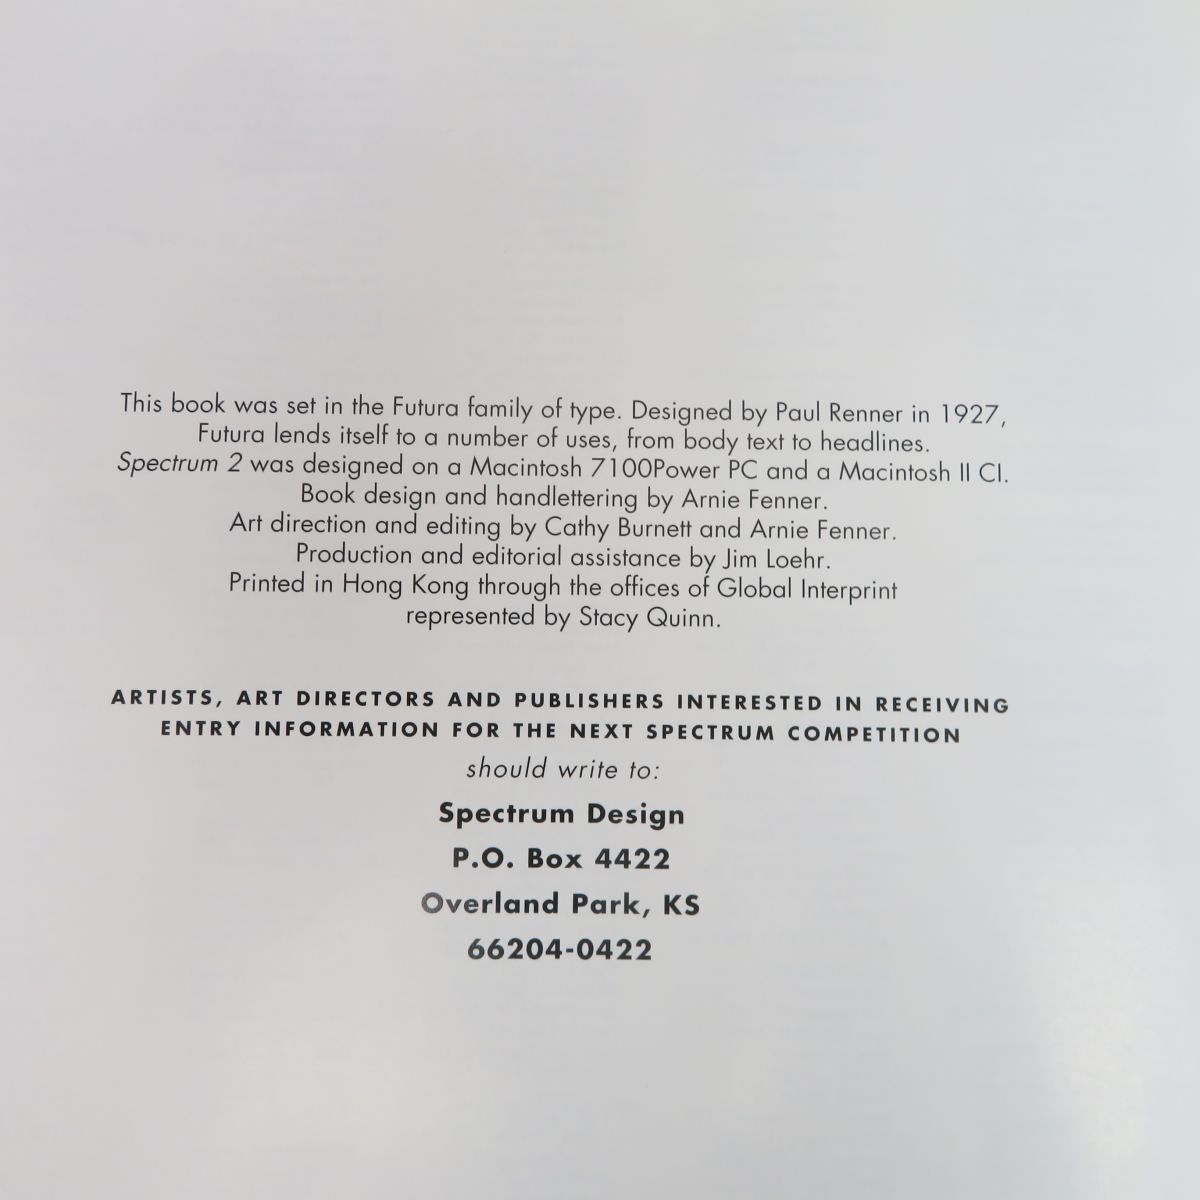 This book was set in the Futura family of type. Designed by Paul Renner in 1927,
Futura lends itself to a number of uses, from body text to headlines.
Spectrum 2 was designed on a Macintosh 7100Power PC and a Macintosh II CI.
Book design and handlettering by Arnie Fenner.
Art direction and editing by Cathy Burnett and Arnie Fenner.
Production and editorial assistance by Jim Loehr.
Printed in Hong Kong through the offices of Global Interprint
represented by Stacy Quinn.
ARTISTS, ART DIRECTORS AND PUBLISHERS INTERESTED IN RECEIVING
ENTRY INFORMATION FOR THE NEXT SPECTRUM COMPETITION
should write to:
Spectrum Design
P.O. Box 4422
Overland Park, KS
66204-0422